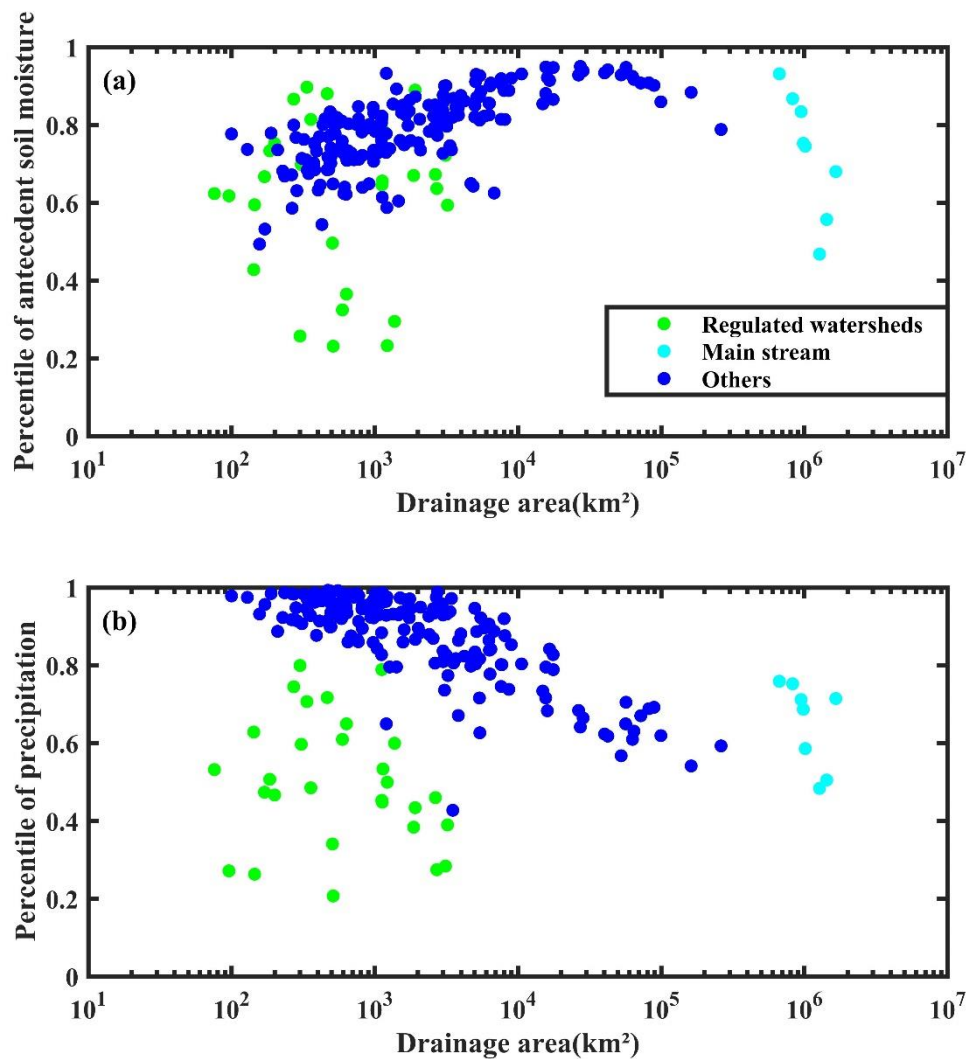 Percentile of antecedent soil moisture
1
0.8
0.6
0.4
0.2
0
(a)
Regulated watersheds
Main stream
Others
10¹ 10² 10³ 10⁴ 10⁵ 10⁶ 10⁷
Drainage area(km²)
Percentile of precipitation
1
0.8
0.6
0.4
0.2
0
(b)
10¹ 10² 10³ 10⁴ 10⁵ 10⁶ 10⁷
Drainage area(km²)